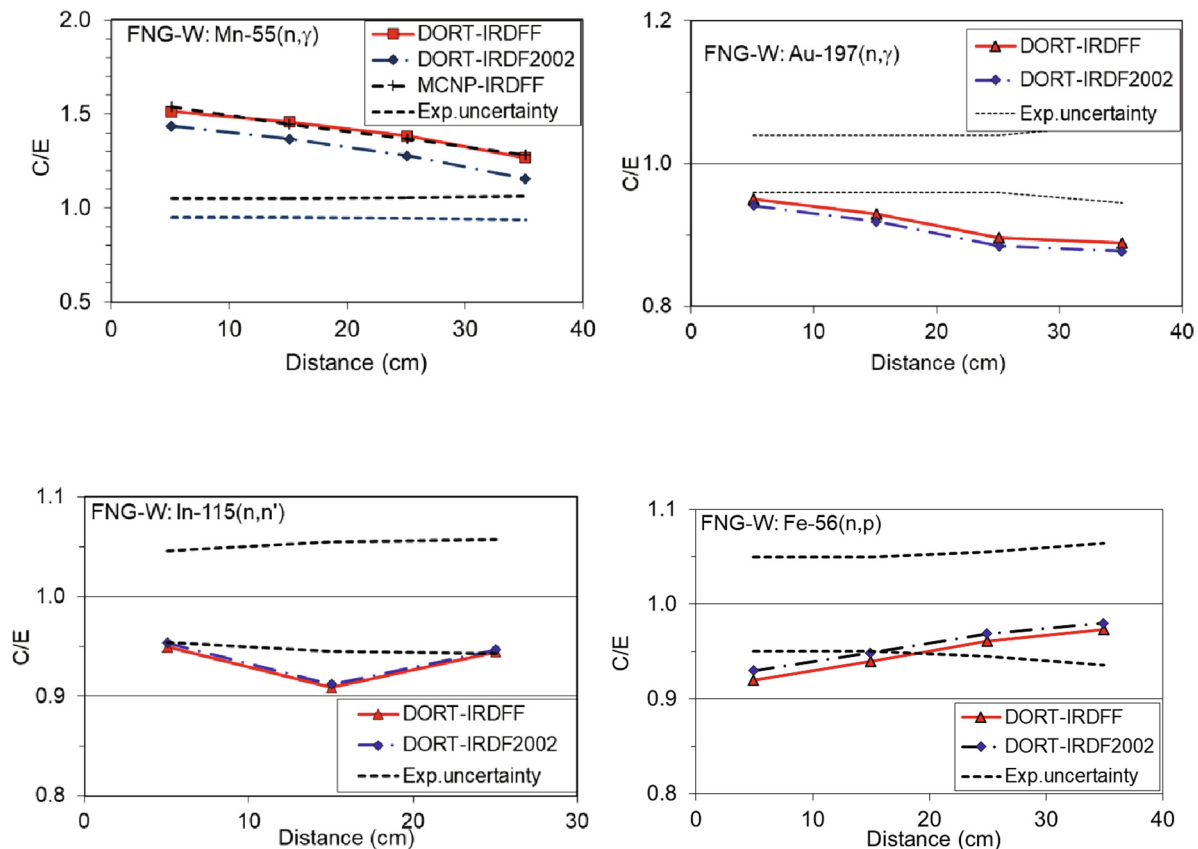 FNG-W: Mn-55(n,γ)
DORT-IRDFF
DORT-IRDF2002
MCNP-IRDFF
Exp.uncertainty
2.0
1.5
1.0
0.5
C/E
0 10 20 30 40
Distance (cm)
FNG-W: Au-197(n,γ)
DORT-IRDFF
DORT-IRDF2002
Exp.uncertainty
1.2
1.0
0.8
C/E
0 10 20 30 40
Distance (cm)
FNG-W: In-115(n,n')
1.1
1.0
0.9
0.8
C/E
DORT-IRDFF
DORT-IRDF2002
Exp.uncertainty
0 10 20 30
Distance (cm)
FNG-W: Fe-56(n,p)
1.1
1.0
0.9
0.8
C/E
DORT-IRDFF
DORT-IRDF2002
Exp.uncertainty
0 10 20 30 40
Distance (cm)